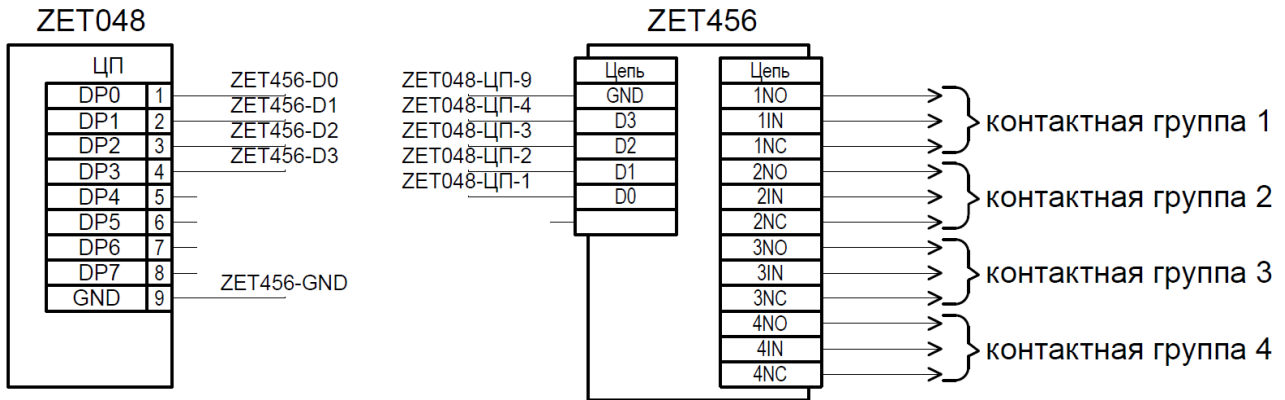 ZET048
ЦП
DP0 1 ZET456-D0
DP1 2 ZET456-D1
DP2 3 ZET456-D2
DP3 4 ZET456-D3
DP4 5
DP5 6
DP6 7
DP7 8
GND 9 ZET456-GND
ZET456
Цепь
ZET048-ЦП-9 GND
ZET048-ЦП-4 D3
ZET048-ЦП-3 D2
ZET048-ЦП-2 D1
ZET048-ЦП-1 D0
Цепь
1NO
1IN
1NC
контактная группа 1
2NO
2IN
2NC
контактная группа 2
3NO
3IN
3NC
контактная группа 3
4NO
4IN
4NC
контактная группа 4